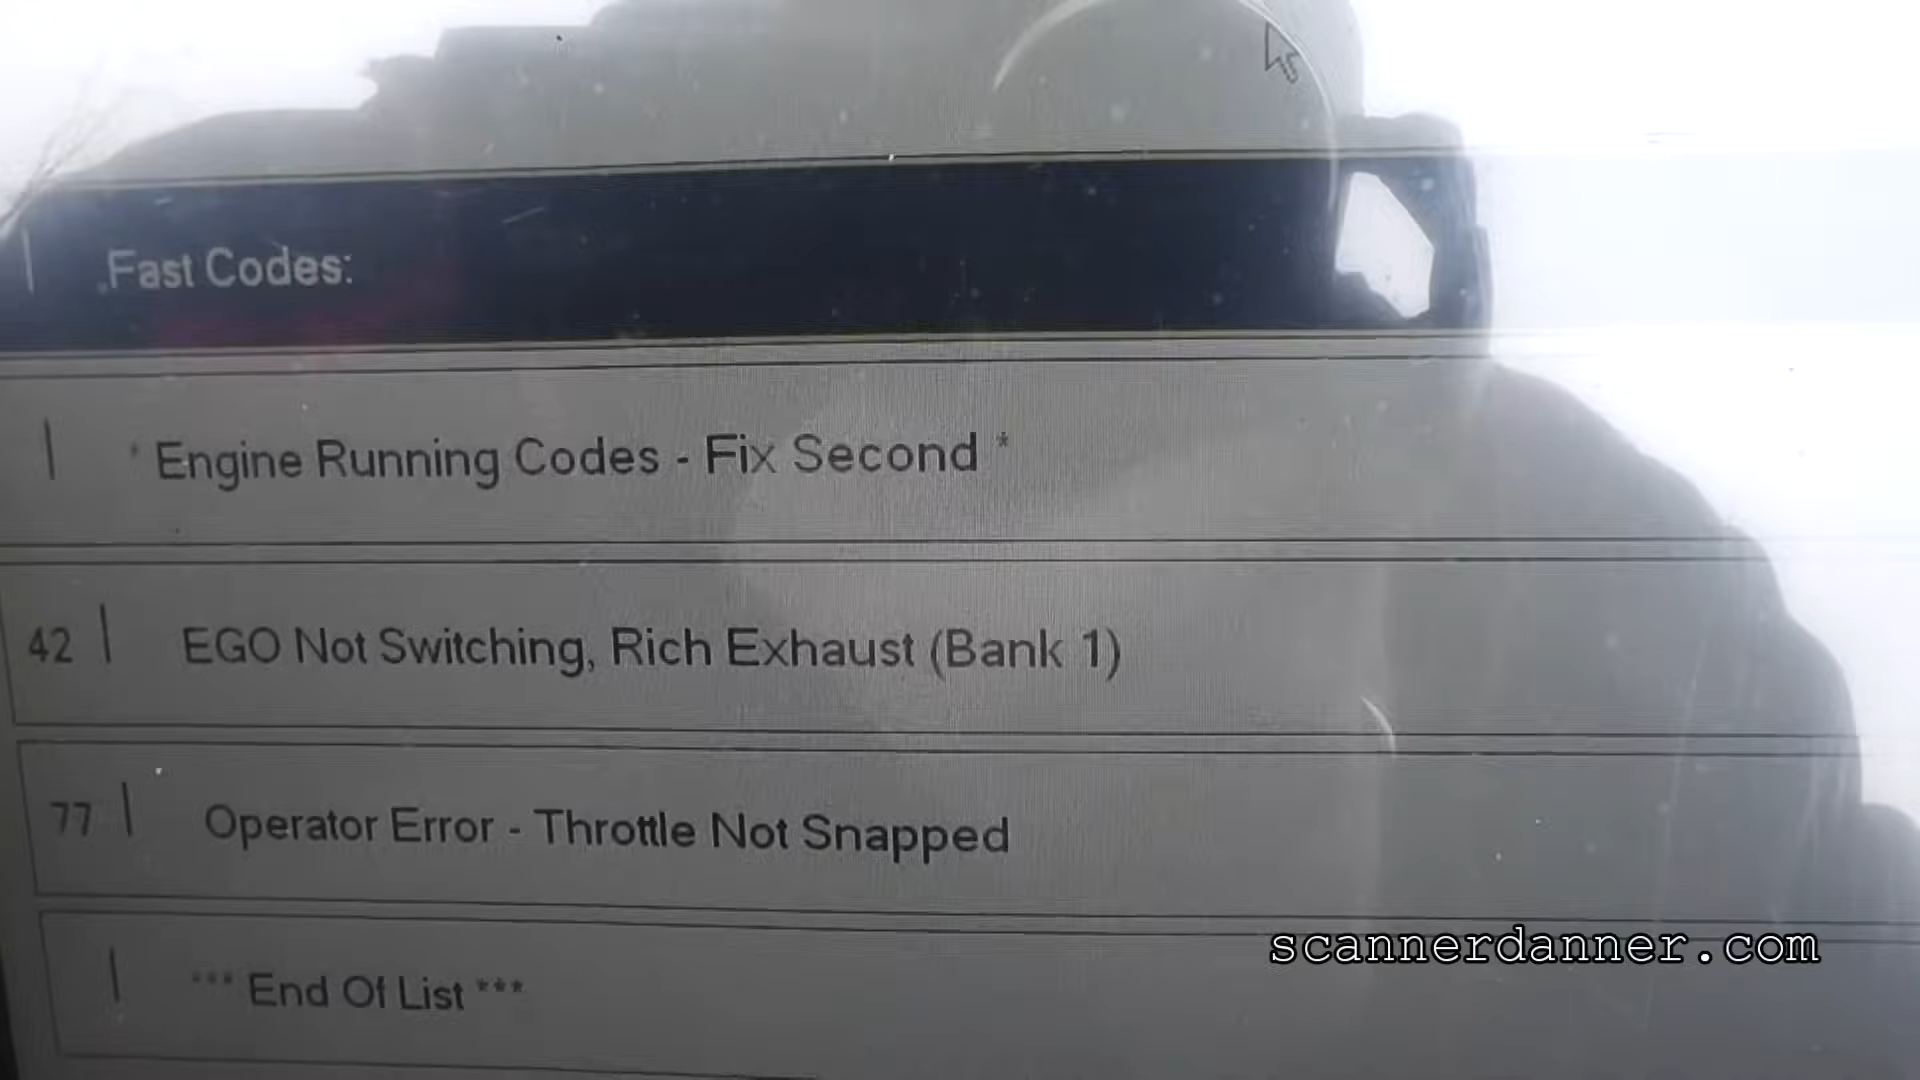 Fast Codes:
* Engine Running Codes - Fix Second *
42 | EGO Not Switching, Rich Exhaust (Bank 1)
77 | Operator Error - Throttle Not Snapped
*** End Of List ***
scannerdanner.com